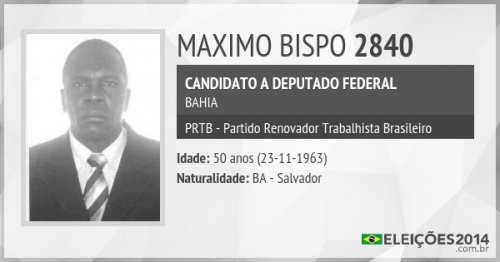 MAXIMO BISPO 2840
CANDIDATO A DEPUTADO FEDERAL
BAHIA
PRTB - Partido Renovador Trabalhista Brasileiro
Idade: 50 anos (23-11-1963)
Naturalidade: BA - Salvador
ELEIÇÕES2014
.com.br